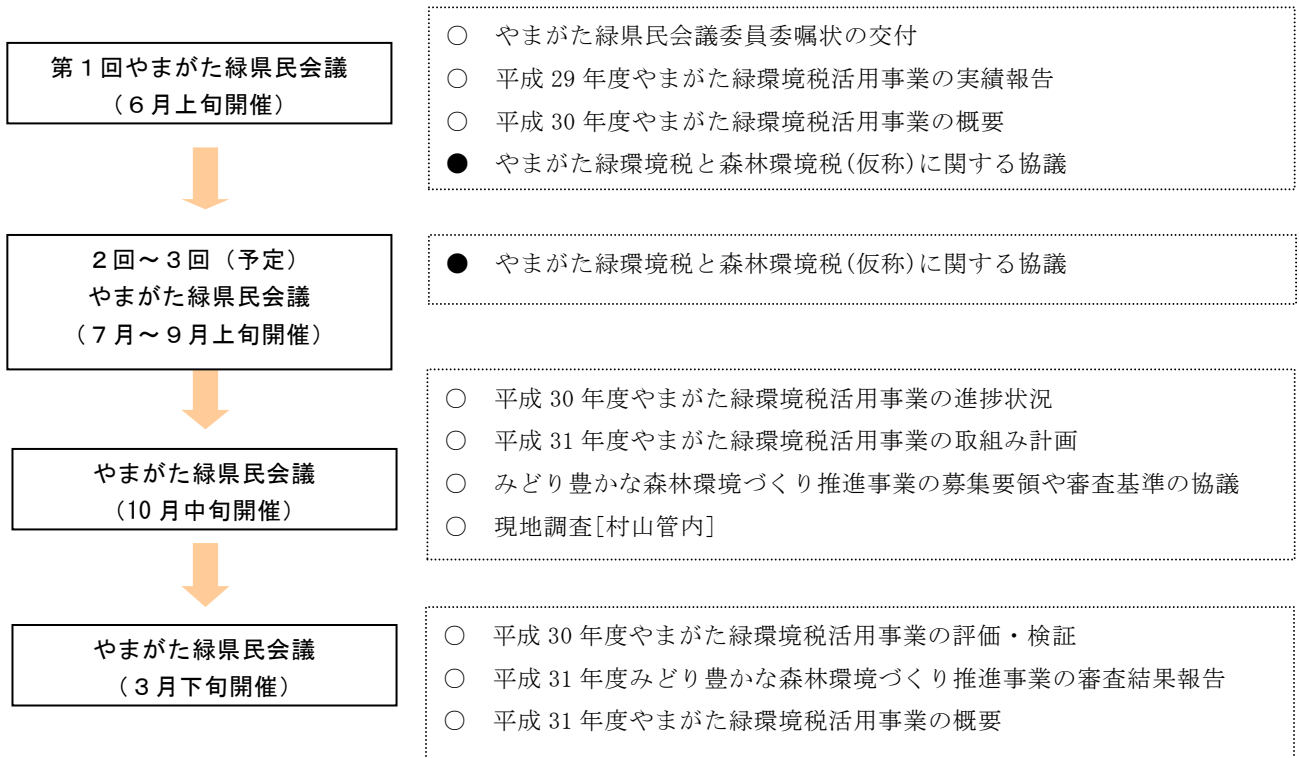 第１回やまがた緑県民会議
（６月上旬開催）
○ やまがた緑県民会議委員委嘱状の交付
○ 平成 29 年度やまがた緑環境税活用事業の実績報告
○ 平成 30 年度やまがた緑環境税活用事業の概要
● やまがた緑環境税と森林環境税(仮称)に関する協議
２回～３回（予定）
やまがた緑県民会議
（７月～９月上旬開催）
● やまがた緑環境税と森林環境税(仮称)に関する協議
やまがた緑県民会議
（10 月中旬開催）
○ 平成 30 年度やまがた緑環境税活用事業の進捗状況
○ 平成 31 年度やまがた緑環境税活用事業の取組み計画
○ みどり豊かな森林環境づくり推進事業の募集要領や審査基準の協議
○ 現地調査[村山管内]
やまがた緑県民会議
（３月下旬開催）
○ 平成 30 年度やまがた緑環境税活用事業の評価・検証
○ 平成 31 年度みどり豊かな森林環境づくり推進事業の審査結果報告
○ 平成 31 年度やまがた緑環境税活用事業の概要